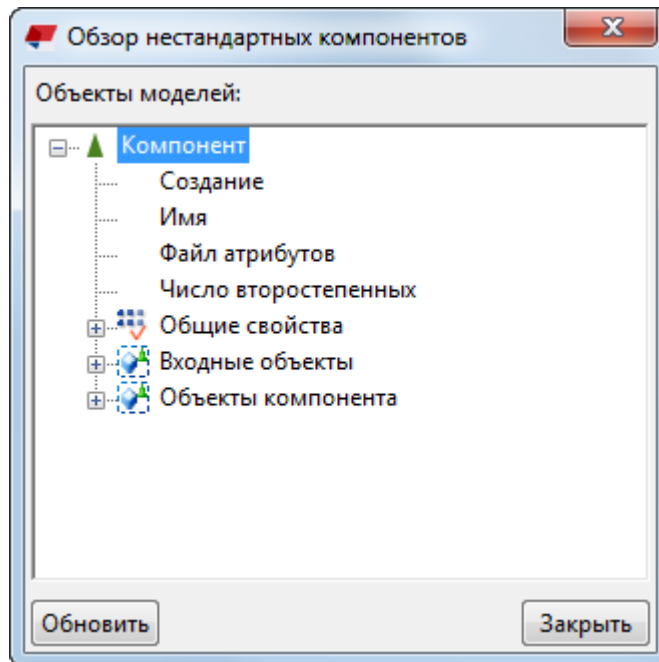 Обзор нестандартных компонентов
Объекты моделей:
Компонент
Создание
Имя
Файл атрибутов
Число второстепенных
Общие свойства
Входные объекты
Объекты компонента
Обновить
Закрыть